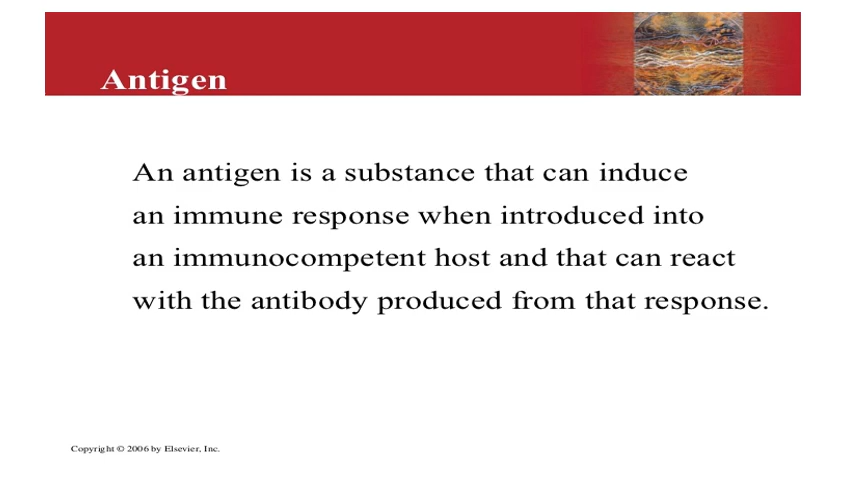 Antigen
An antigen is a substance that can induce
an immune response when introduced into
an immunocompetent host and that can react
with the antibody produced from that response.
Copyright © 2006 by Elsevier, Inc.